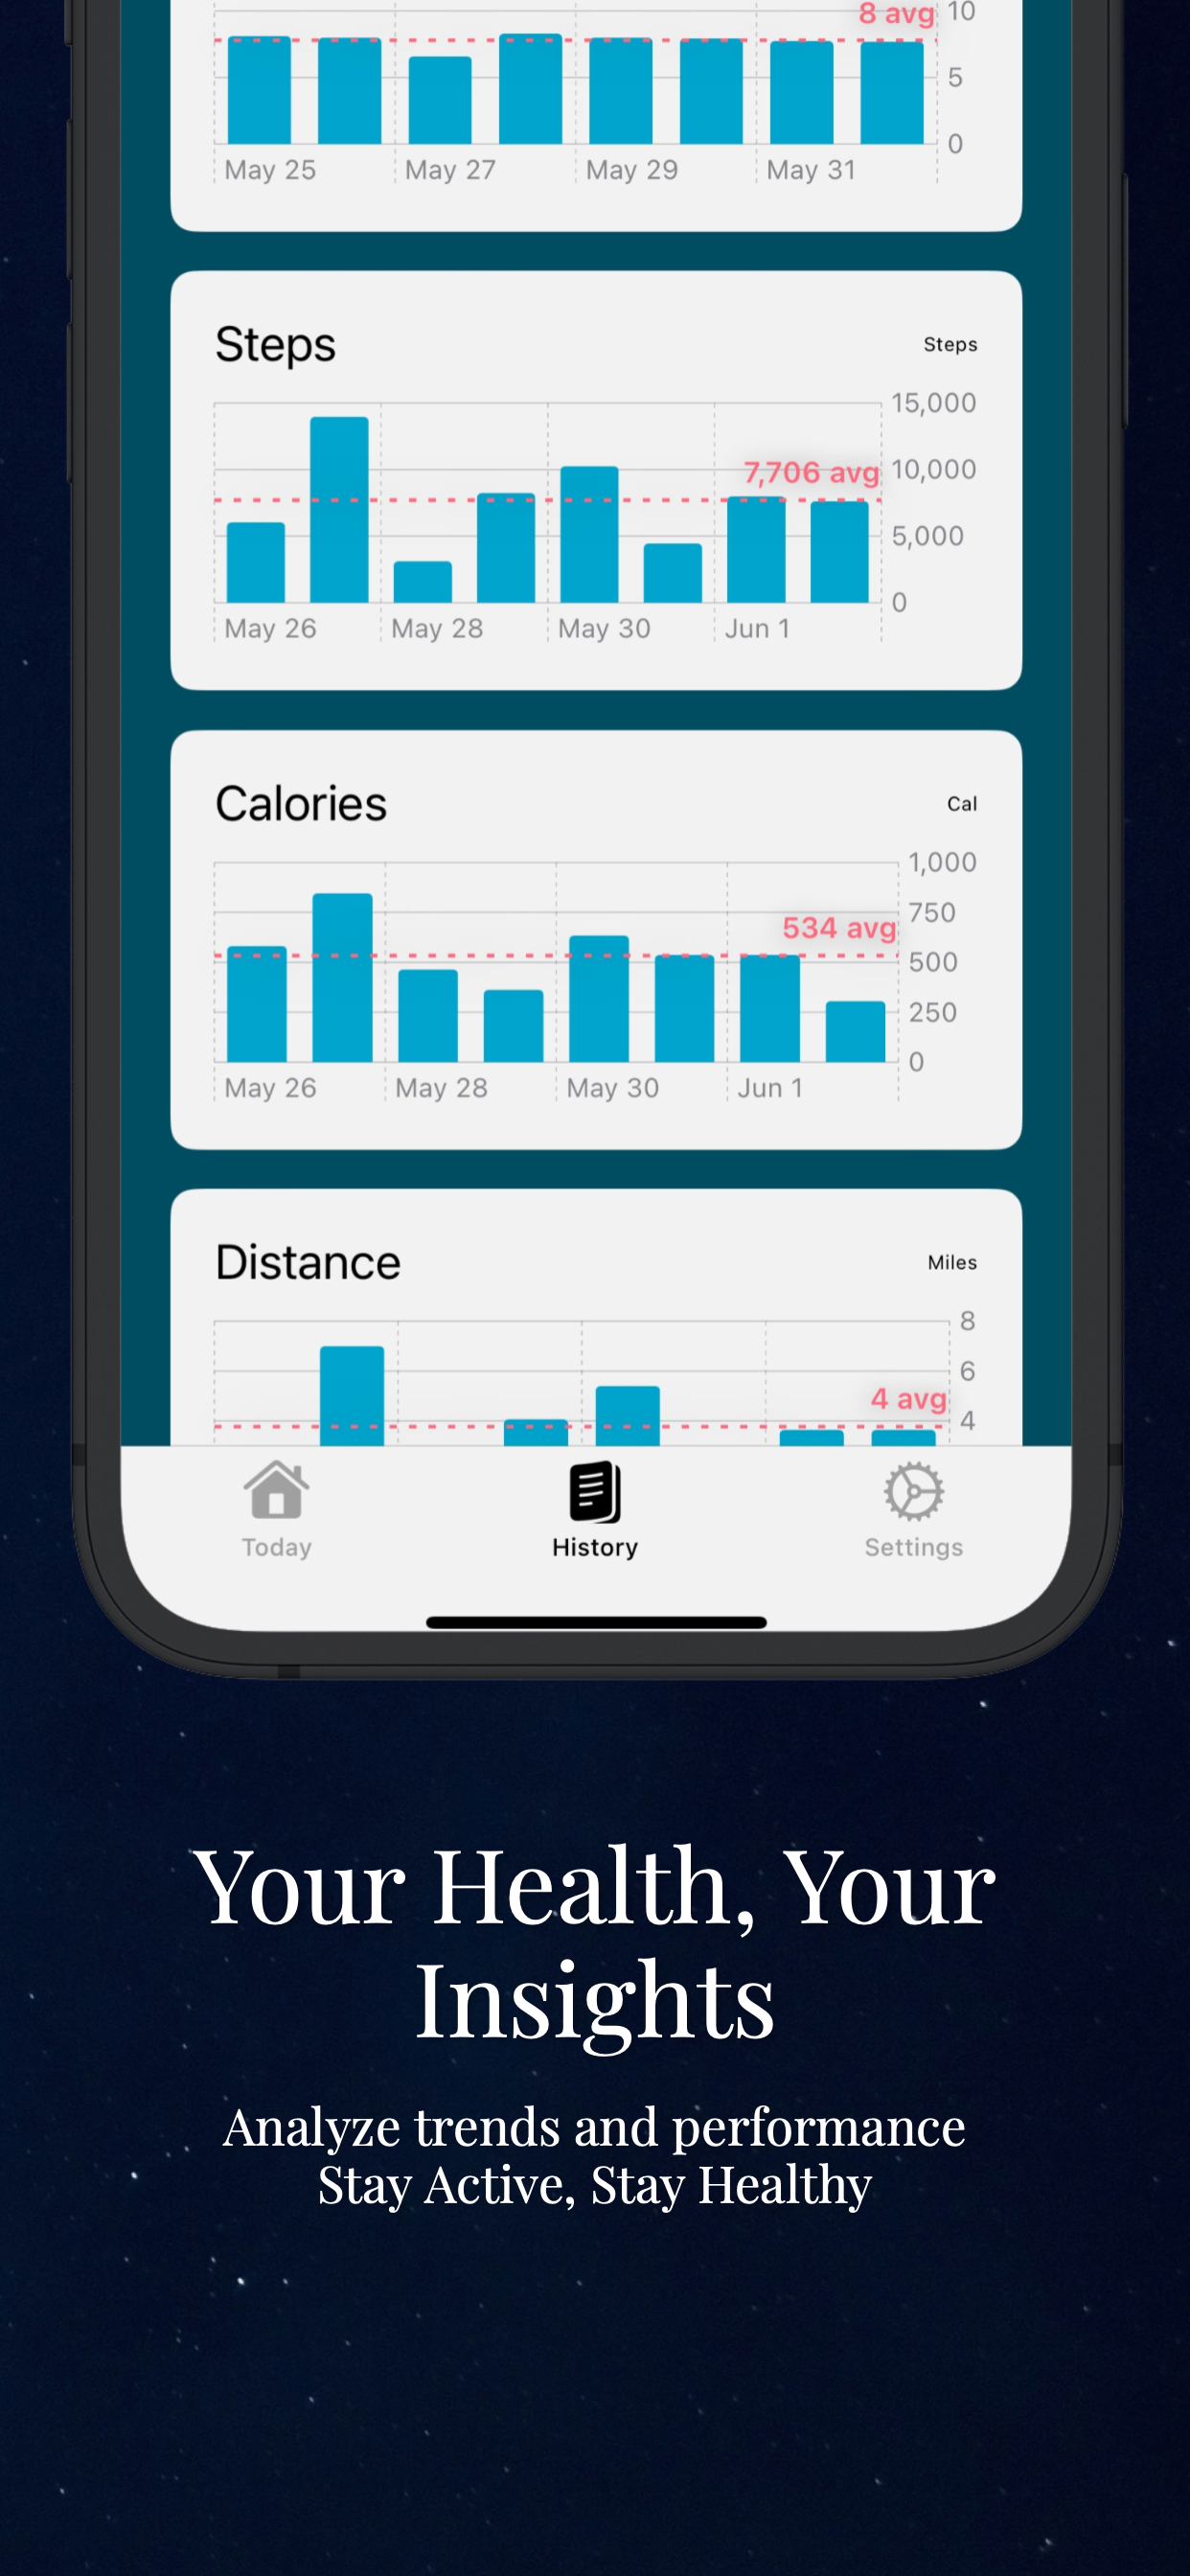 8 avg
10
5
0
May 25 May 27 May 29 May 31
Steps Steps
15,000
7,706 avg 10,000
5,000
0
May 26 May 28 May 30 Jun 1
Calories Cal
1,000
750
534 avg
500
250
0
May 26 May 28 May 30 Jun 1
Distance Miles
8
6
4 avg
4
Today History Settings
Your Health, Your
Insights
Analyze trends and performance
Stay Active, Stay Healthy